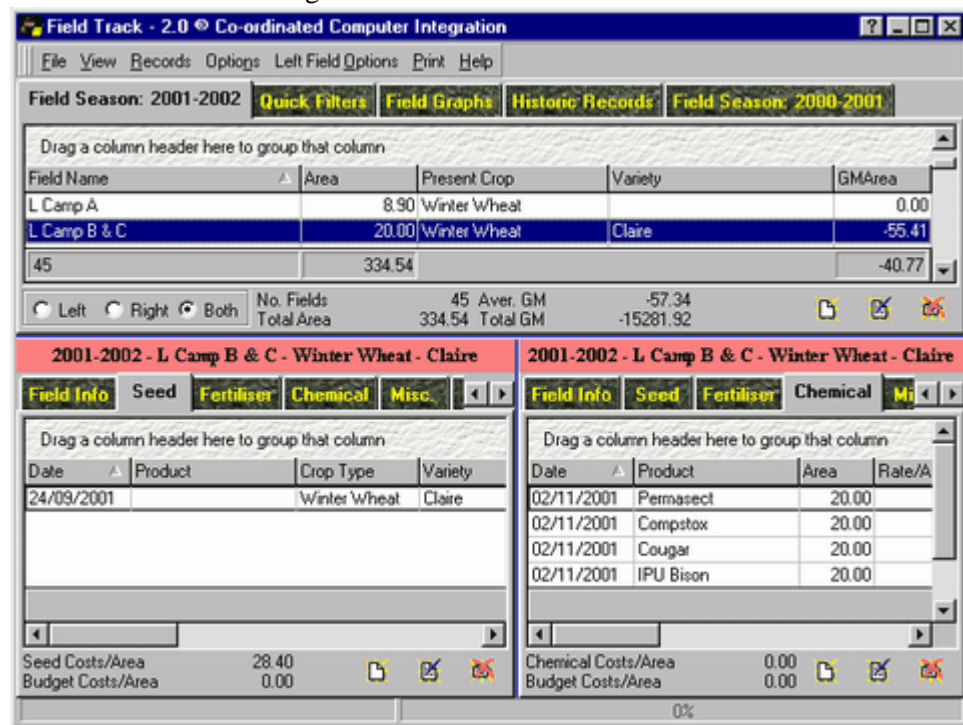 Field Track - 2.0 © Co-ordinated Computer Integration
File View Records Options Left Field Options Print Help
Field Season: 2001-2002 Quick Filters Field Graphs Historic Records Field Season: 2000-2001
Drag a column header here to group that column
Field Name Area Present Crop Variety GMArea
L Camp A 8.90 Winter Wheat 0.00
L Camp B & C 20.00 Winter Wheat Claire -55.41
45 334.54 -40.77
Left Right Both No. Fields 45 Aver. GM -57.34
Total Area 334.54 Total GM -15281.92
2001-2002 - L Camp B & C - Winter Wheat - Claire
Field Info Seed Fertiliser Chemical Misc.
Drag a column header here to group that column
Date Product Crop Type Variety
24/09/2001 Winter Wheat Claire
Seed Costs/Area 28.40
Budget Costs/Area 0.00
2001-2002 - L Camp B & C - Winter Wheat - Claire
Field Info Seed Fertiliser Chemical Mi
Drag a column header here to group that column
Date Product Area Rate/A
02/11/2001 Permasect 20.00
02/11/2001 Compstox 20.00
02/11/2001 Cougar 20.00
02/11/2001 IPU Bison 20.00
Chemical Costs/Area 0.00
Budget Costs/Area 0.00
0%